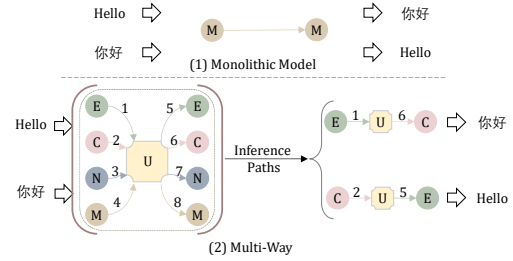 Hello M M 你好
你好 Hello
(1) Monolithic Model
E 1 5 E
Hello C 2 6 C
U
N 3 7 N
你好 M 4 8 M
Inference
Paths
E 1 U 6 C 你好
C 2 U 5 E Hello
(2) Multi-Way